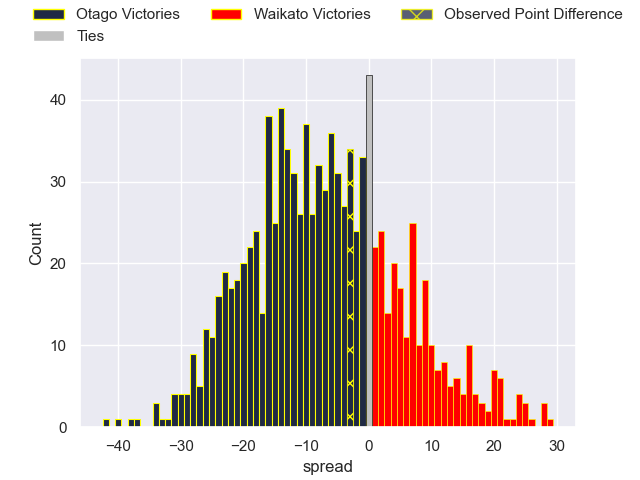 Otago Victories
Waikato Victories
Observed Point Difference
Ties
Count
40
30
20
10
0
−40
−30
−20
−10
0
10
20
30
spread